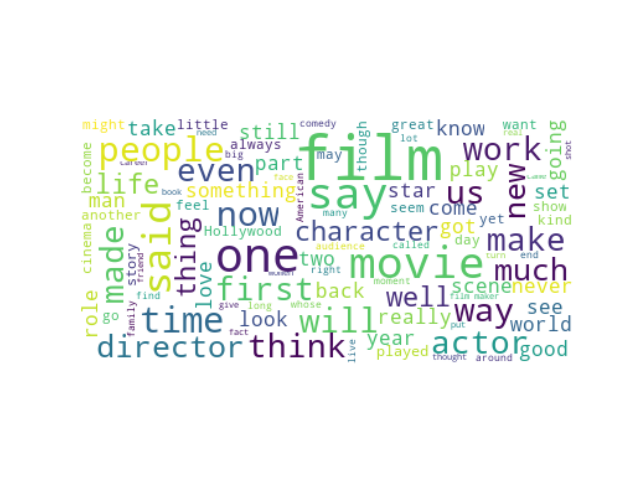 might take little need still comedy though great lot know want real going shot
become people career always big part may film work
life even American say play new
man book something face star us set
another feel now Hollywood many character seem come yet show kind
cinema made said thing one audience two called got day make
story friend love women right movie turn end much
role find first back moment scene never
family go time give long whose will well film maker way see
look really put world
director fact think live year played actor good
thought around